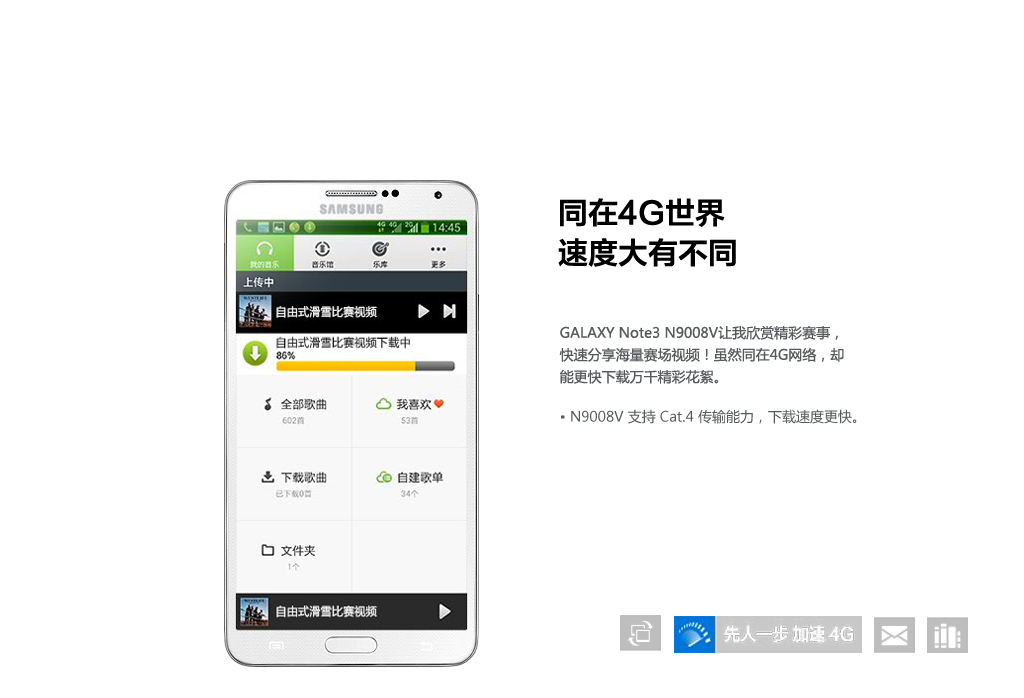 SAMSUNG
4G 4G 2G 14:45
我的音乐
音乐馆
乐库
更多
上传中
自由式滑雪比赛视频
自由式滑雪比赛视频下载中
86%
全部歌曲
602首
我喜欢
53首
下载歌曲
已下载0首
自建歌单
34个
文件夹
1个
自由式滑雪比赛视频
同在4G世界
速度大有不同
GALAXY Note3 N9008V让我欣赏精彩赛事，
快速分享海量赛场视频！虽然同在4G网络，却
能更快下载万千精彩花絮。
• N9008V 支持 Cat.4 传输能力，下载速度更快。
先人一步 加速 4G